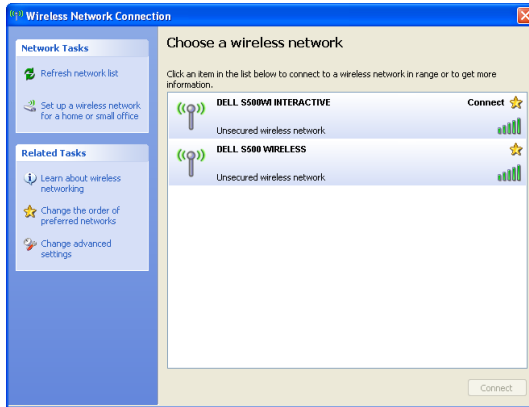 Wireless Network Connection
Network Tasks
Refresh network list
Set up a wireless network
for a home or small office
Related Tasks
Learn about wireless
networking
Change the order of
preferred networks
Change advanced
settings
Choose a wireless network
Click an item in the list below to connect to a wireless network in range or to get more
information.
DELL S500WI INTERACTIVE Connect
Unsecured wireless network
DELL S500 WIRELESS
Unsecured wireless network
Connect